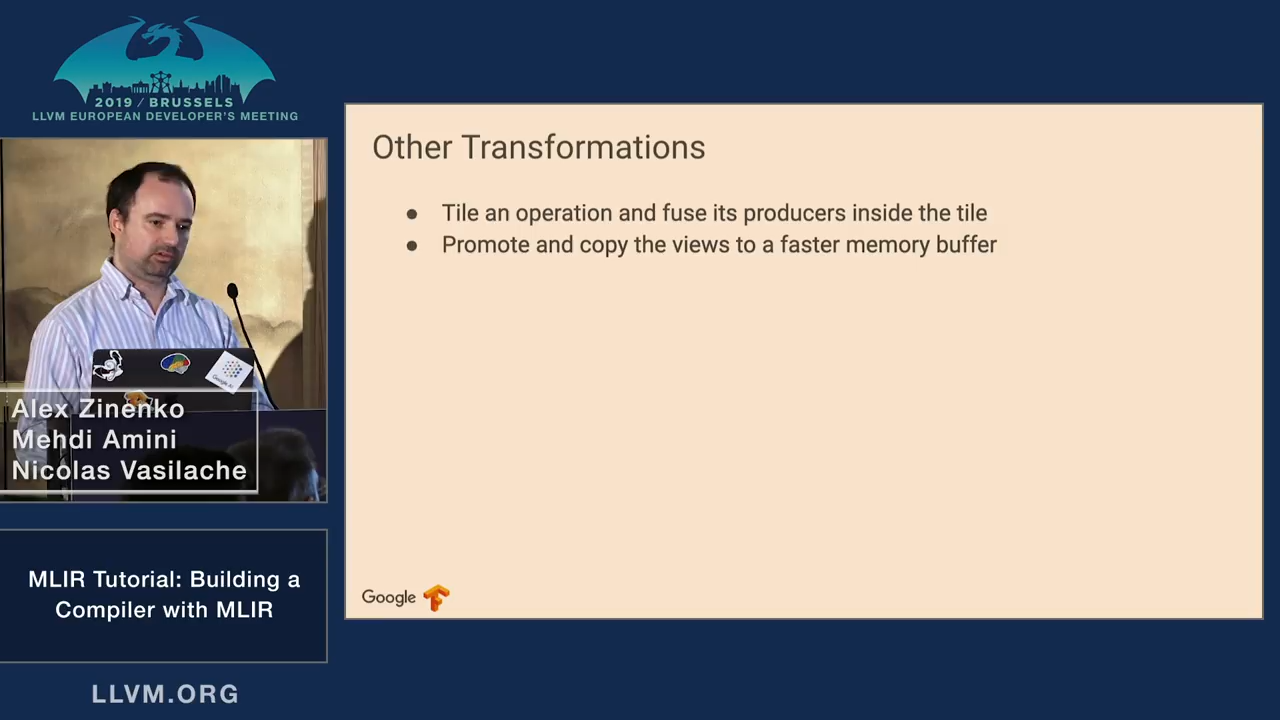 2019 / BRUSSELS
LLVM EUROPEAN DEVELOPER'S MEETING
Other Transformations
● Tile an operation and fuse its producers inside the tile
● Promote and copy the views to a faster memory buffer
Google AI
Alex Zinenko
Mehdi Amini
Nicolas Vasilache
MLIR Tutorial: Building a
Compiler with MLIR
Google
LLVM.ORG